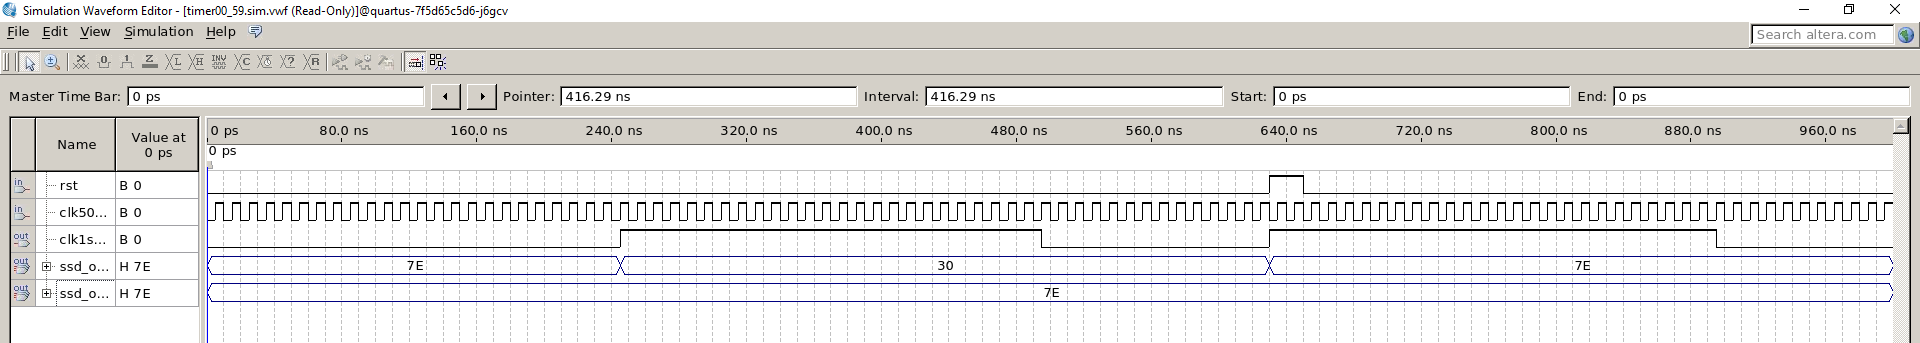 Simulation Waveform Editor - [timer00_59.sim.vwf (Read-Only)]@quartus-7f5d65c5d6-j6gcv
File Edit View Simulation Help Search altera.com
Master Time Bar: 0 ps Pointer: 416.29 ns Interval: 416.29 ns Start: 0 ps End: 0 ps
Name Value at 0 ps 0 ps 80.0 ns 160.0 ns 240.0 ns 320.0 ns 400.0 ns 480.0 ns 560.0 ns 640.0 ns 720.0 ns 800.0 ns 880.0 ns 960.0 ns
0 ps
in rst B 0
in clk50... B 0
out clk1s... B 0
out ssd_o... H 7E 7E 30 7E
out ssd_o... H 7E 7E